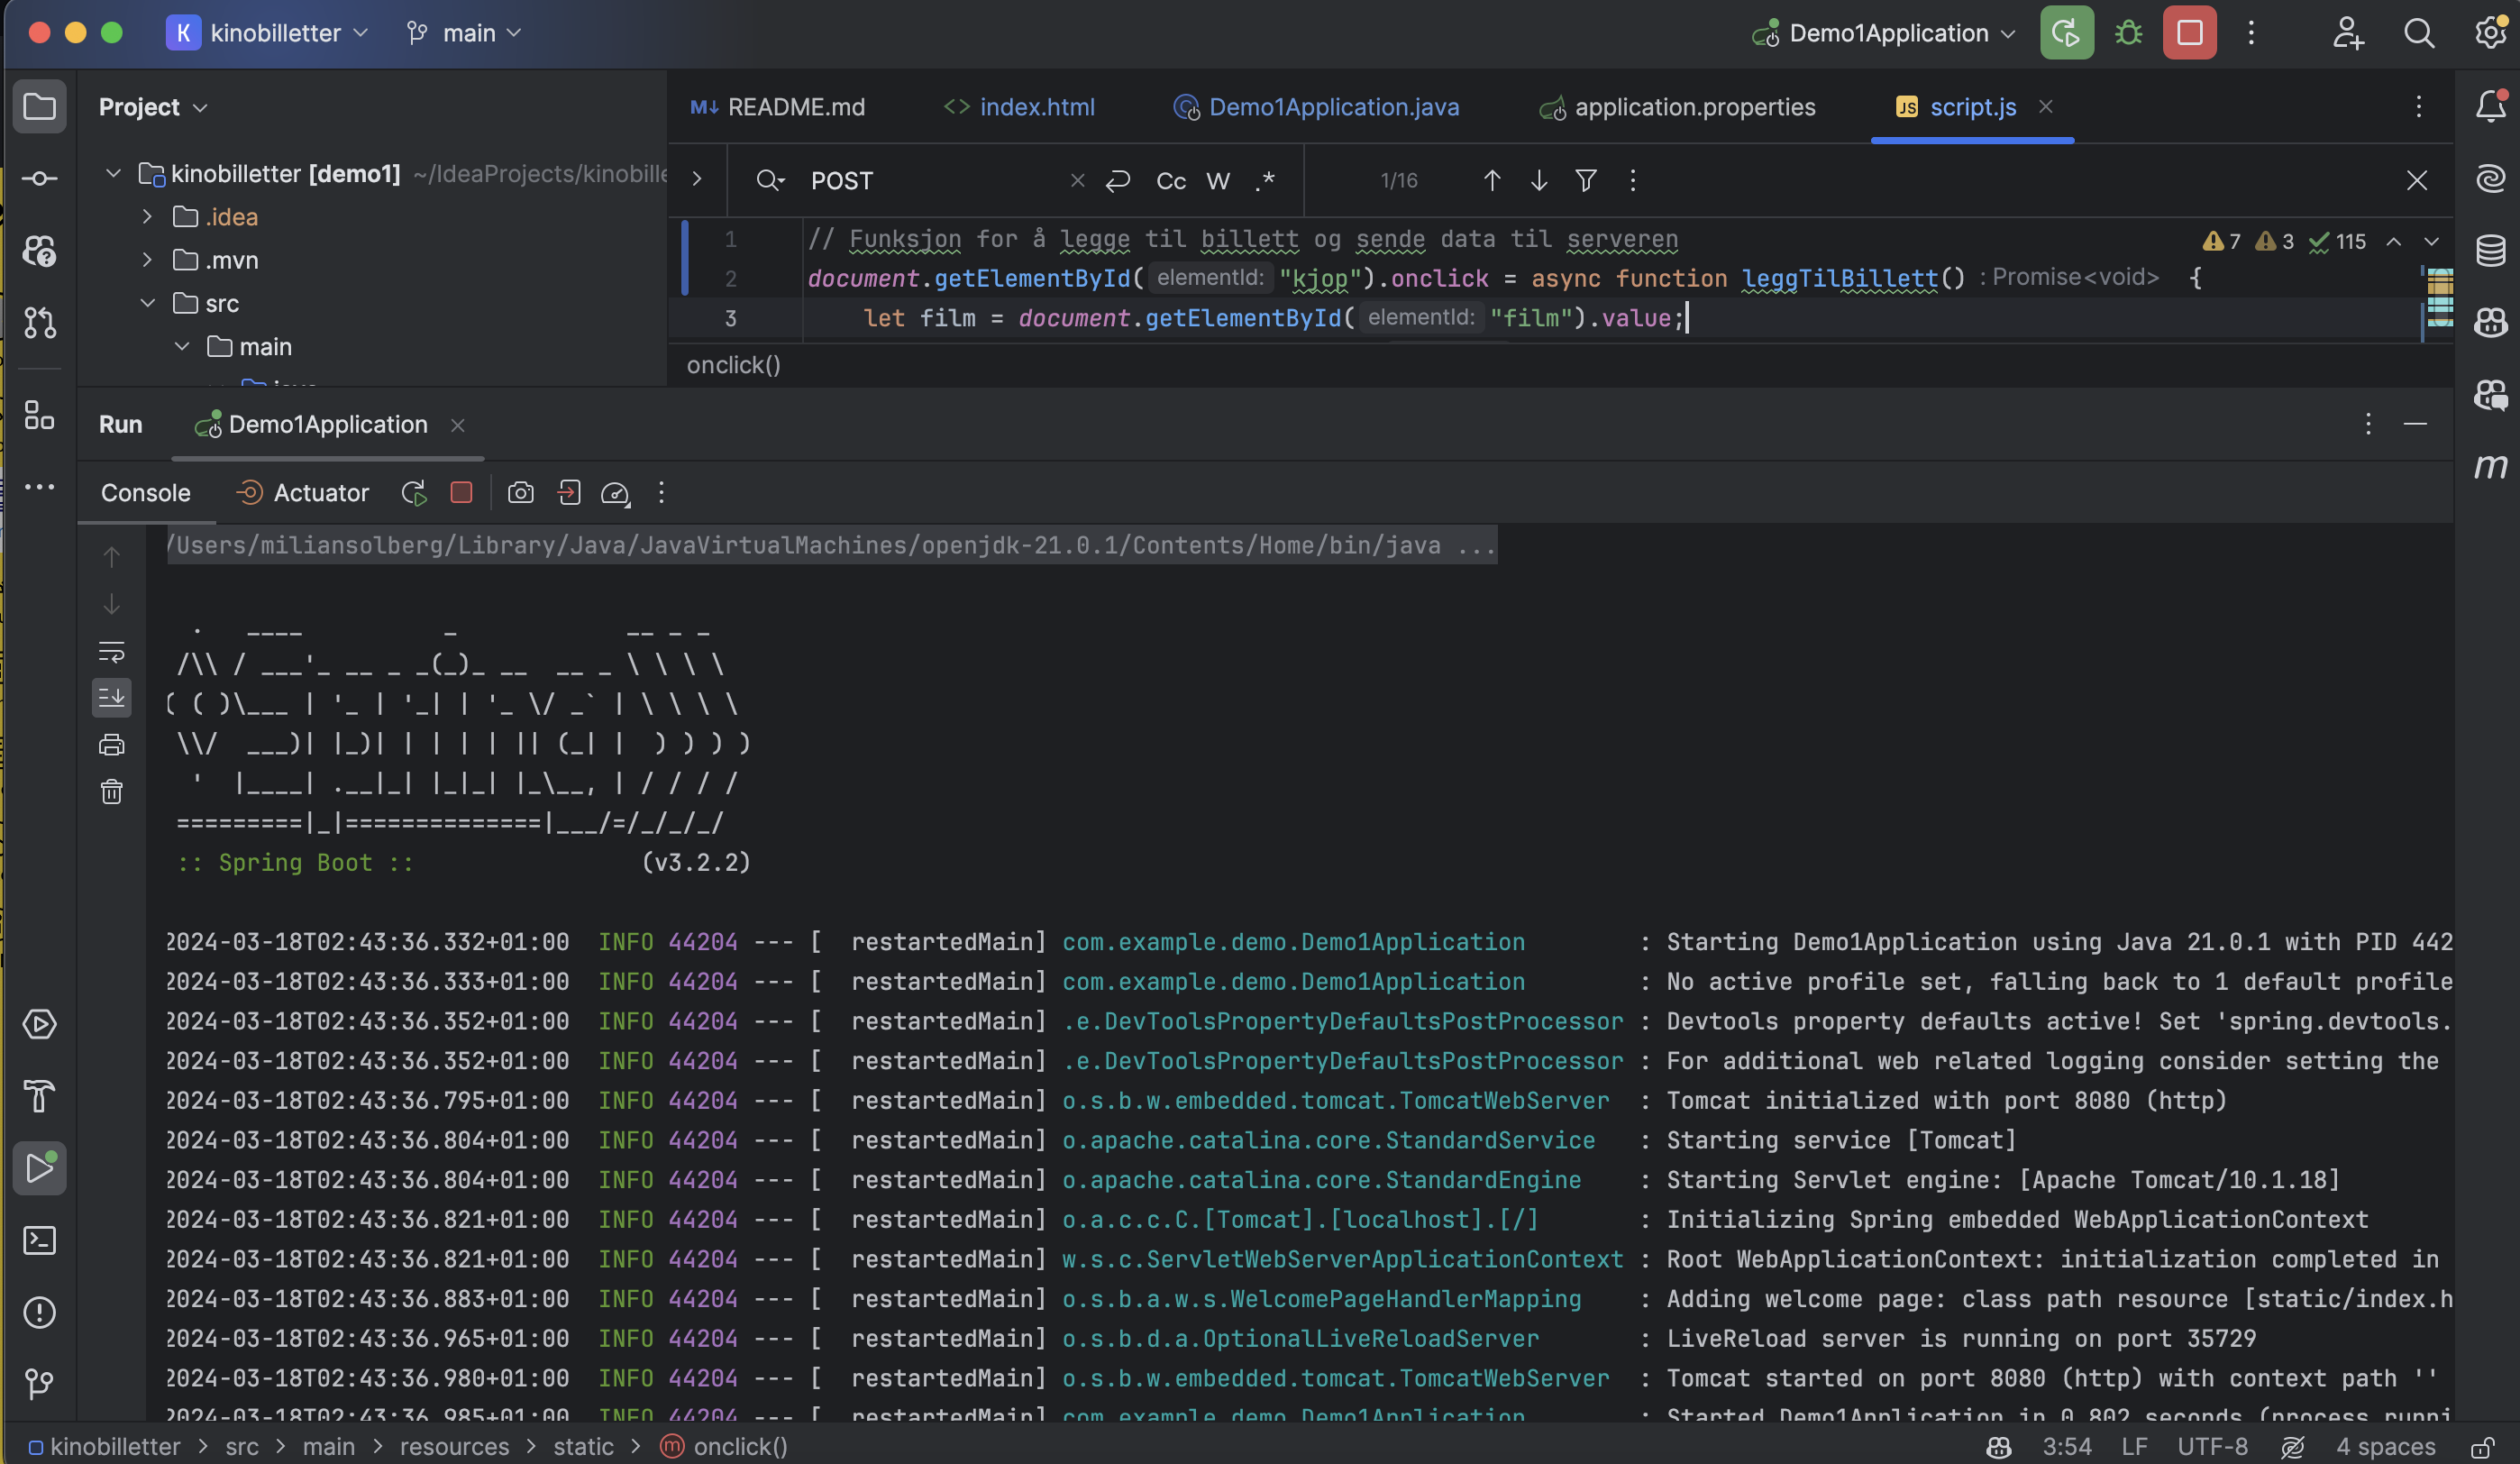 K kinobilletter main Demo1Application
Project
README.md index.html Demo1Application.java application.properties JS script.js
kinobilletter [demo1] ~/IdeaProjects/kinobille
.idea
.mvn
src
main
POST Cc W .* 1/16
1 // Funksjon for å legge til billett og sende data til serveren
2 document.getElementById( elementId: "kjop").onclick = async function leggTilBillett() : Promise<void> {
3 let film = document.getElementById( elementId: "film").value;
7 3 115
onclick()
Run Demo1Application
Console Actuator
/Users/miliansolberg/Library/Java/JavaVirtualMachines/openjdk-21.0.1/Contents/Home/bin/java ...
  .   ____          _            __ _ _
 /\\ / ___'_ __ _ _(_)_ __  __ _ \ \ \ \
( ( )\___ | '_ | '_| | '_ \/ _` | \ \ \ \
 \\/  ___)| |_)| | | | | || (_| |  ) ) ) )
  '  |____| .__|_| |_|_| |_\__, | / / / /
 =========|_|==============|___/=/_/_/_/
 :: Spring Boot ::                (v3.2.2)
2024-03-18T02:43:36.332+01:00  INFO 44204 --- [  restartedMain] com.example.demo.Demo1Application        : Starting Demo1Application using Java 21.0.1 with PID 442
2024-03-18T02:43:36.333+01:00  INFO 44204 --- [  restartedMain] com.example.demo.Demo1Application        : No active profile set, falling back to 1 default profile
2024-03-18T02:43:36.352+01:00  INFO 44204 --- [  restartedMain] .e.DevToolsPropertyDefaultsPostProcessor : Devtools property defaults active! Set 'spring.devtools.
2024-03-18T02:43:36.352+01:00  INFO 44204 --- [  restartedMain] .e.DevToolsPropertyDefaultsPostProcessor : For additional web related logging consider setting the
2024-03-18T02:43:36.795+01:00  INFO 44204 --- [  restartedMain] o.s.b.w.embedded.tomcat.TomcatWebServer  : Tomcat initialized with port 8080 (http)
2024-03-18T02:43:36.804+01:00  INFO 44204 --- [  restartedMain] o.apache.catalina.core.StandardService   : Starting service [Tomcat]
2024-03-18T02:43:36.804+01:00  INFO 44204 --- [  restartedMain] o.apache.catalina.core.StandardEngine    : Starting Servlet engine: [Apache Tomcat/10.1.18]
2024-03-18T02:43:36.821+01:00  INFO 44204 --- [  restartedMain] o.a.c.c.C.[Tomcat].[localhost].[/]       : Initializing Spring embedded WebApplicationContext
2024-03-18T02:43:36.821+01:00  INFO 44204 --- [  restartedMain] w.s.c.ServletWebServerApplicationContext : Root WebApplicationContext: initialization completed in
2024-03-18T02:43:36.883+01:00  INFO 44204 --- [  restartedMain] o.s.b.a.w.s.WelcomePageHandlerMapping    : Adding welcome page: class path resource [static/index.h
2024-03-18T02:43:36.965+01:00  INFO 44204 --- [  restartedMain] o.s.b.d.a.OptionalLiveReloadServer       : LiveReload server is running on port 35729
2024-03-18T02:43:36.980+01:00  INFO 44204 --- [  restartedMain] o.s.b.w.embedded.tomcat.TomcatWebServer  : Tomcat started on port 8080 (http) with context path ''
2024-03-18T02:43:36.985+01:00  INFO 44204 --- [  restartedMain] com.example.demo.Demo1Application        : Started Demo1Application in 0.802 seconds (process runni
kinobilletter > src > main > resources > static > onclick() 3:54 LF UTF-8 4 spaces